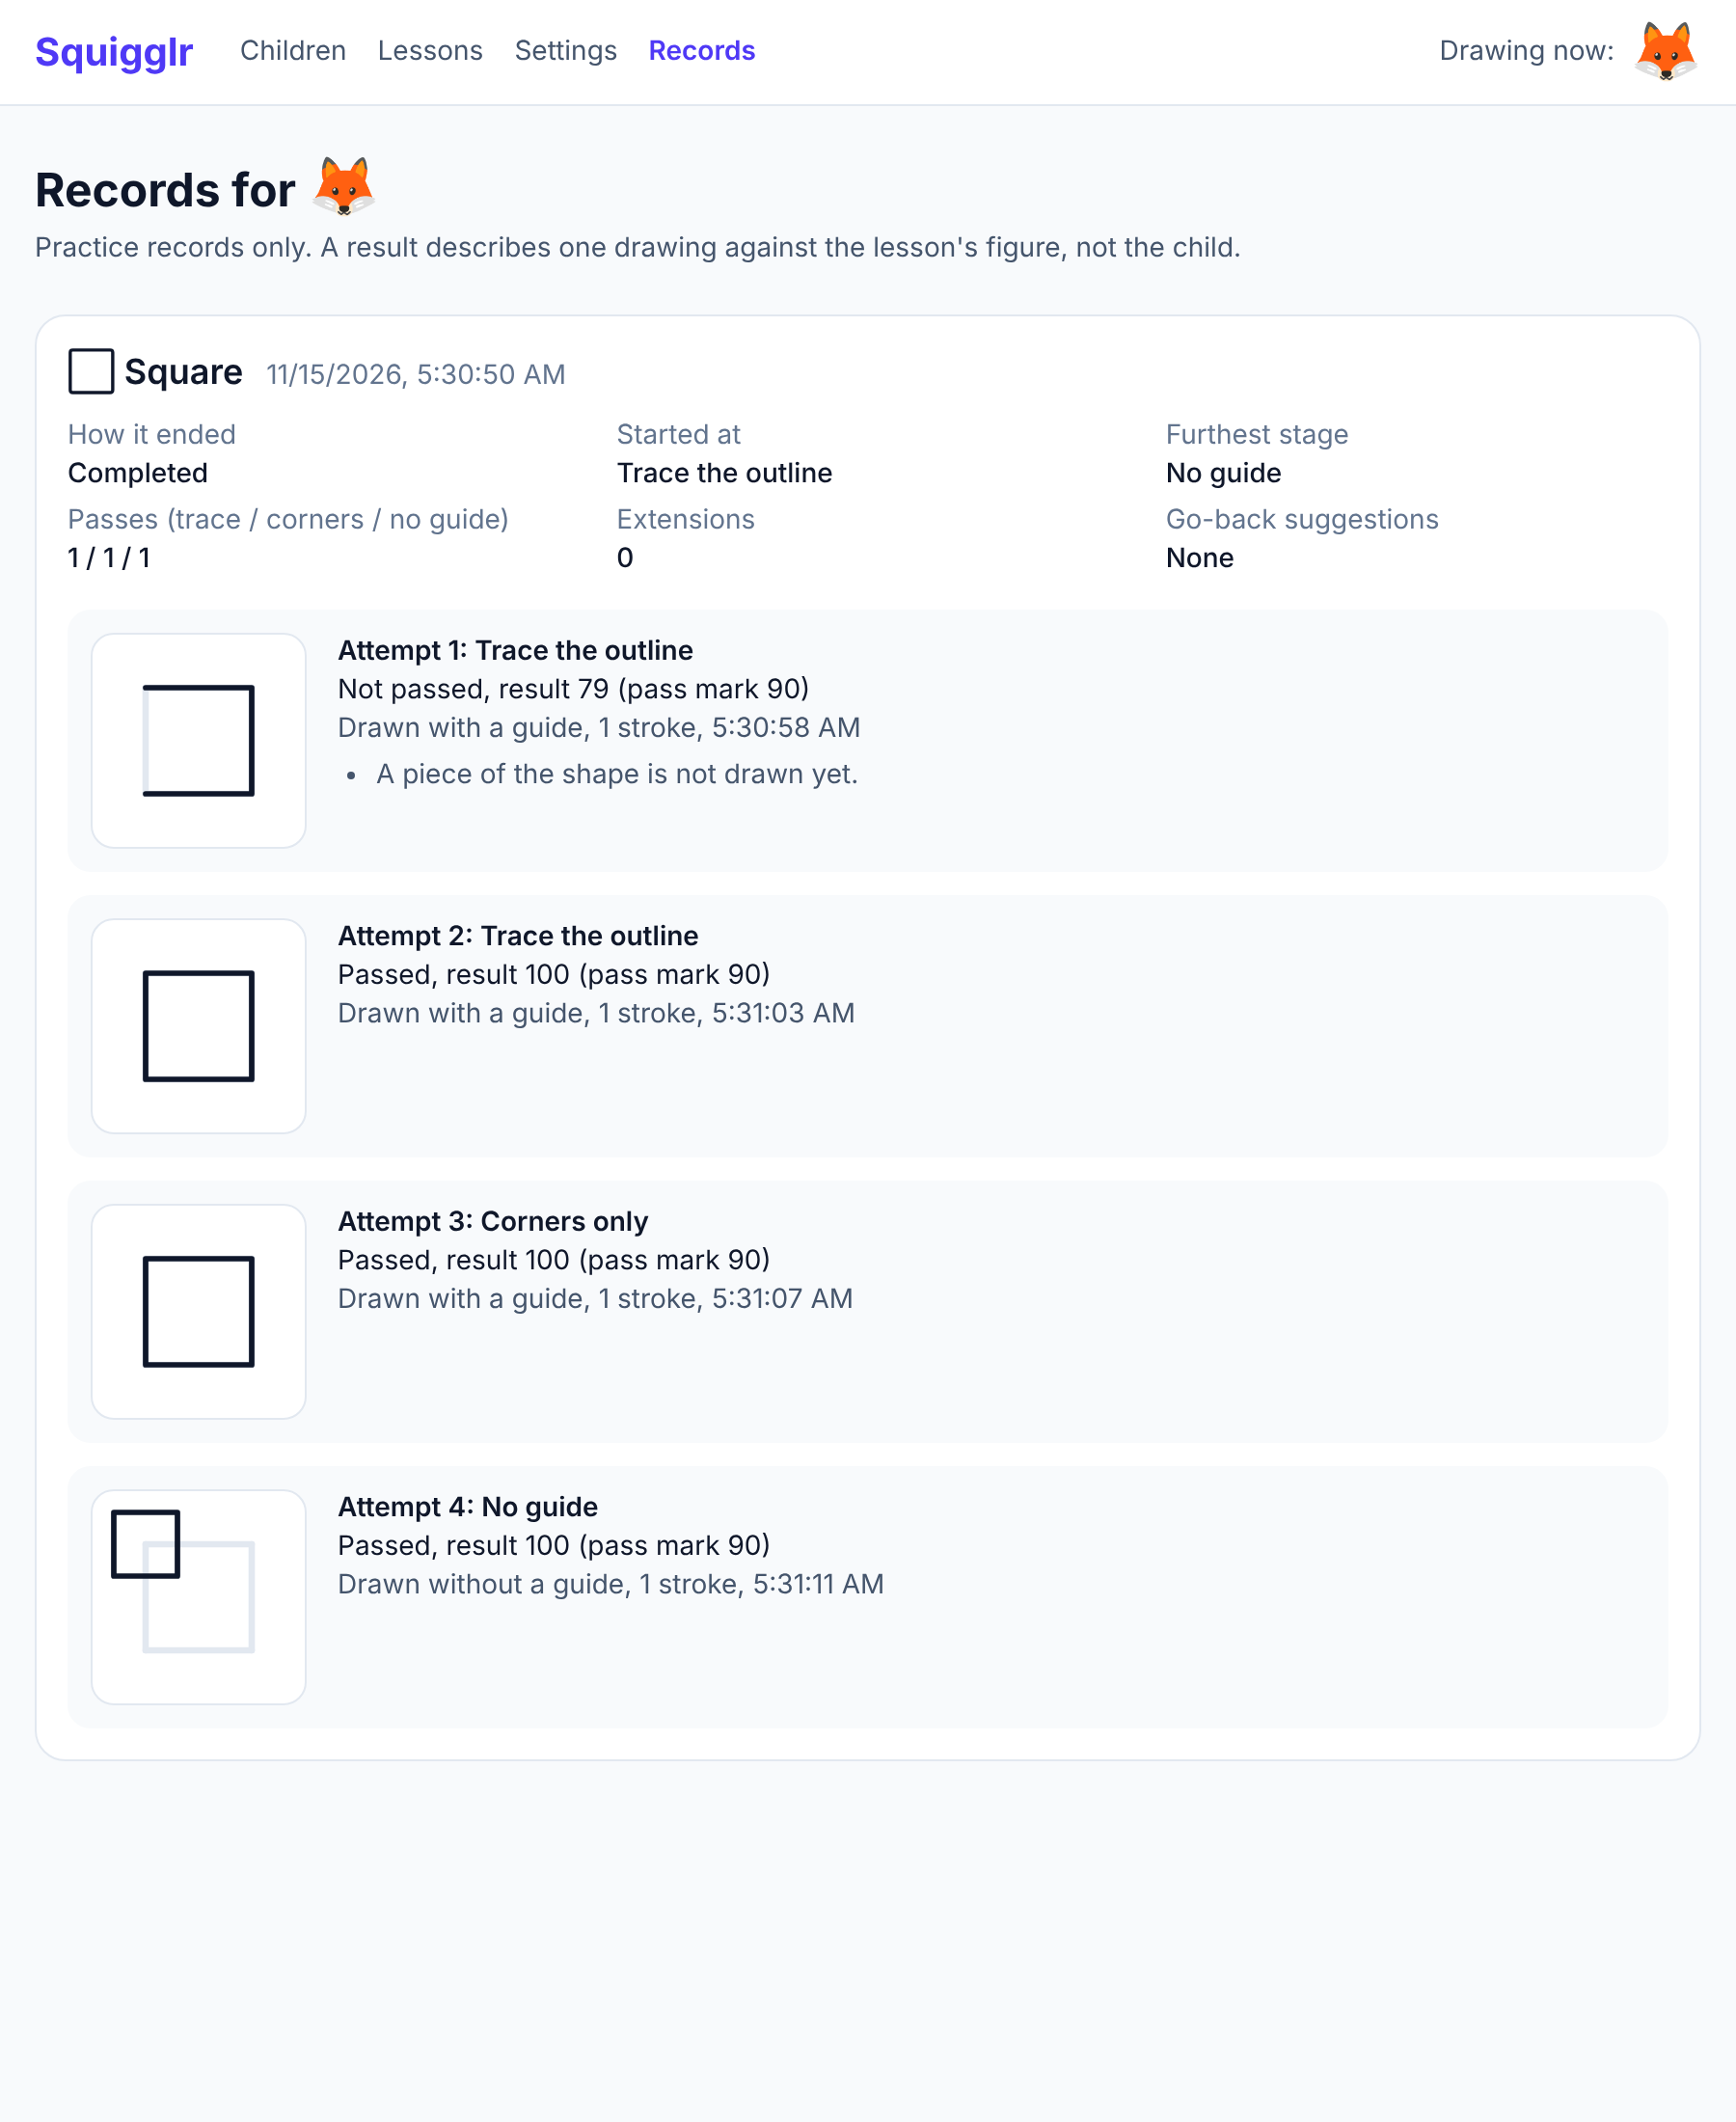 Squigglr Children Lessons Settings Records Drawing now:
Records for
Practice records only. A result describes one drawing against the lesson's figure, not the child.
Square 11/15/2026, 5:30:50 AM
How it ended Started at Furthest stage
Completed Trace the outline No guide
Passes (trace / corners / no guide) Extensions Go-back suggestions
1 / 1 / 1 0 None
Attempt 1: Trace the outline
Not passed, result 79 (pass mark 90)
Drawn with a guide, 1 stroke, 5:30:58 AM
• A piece of the shape is not drawn yet.
Attempt 2: Trace the outline
Passed, result 100 (pass mark 90)
Drawn with a guide, 1 stroke, 5:31:03 AM
Attempt 3: Corners only
Passed, result 100 (pass mark 90)
Drawn with a guide, 1 stroke, 5:31:07 AM
Attempt 4: No guide
Passed, result 100 (pass mark 90)
Drawn without a guide, 1 stroke, 5:31:11 AM